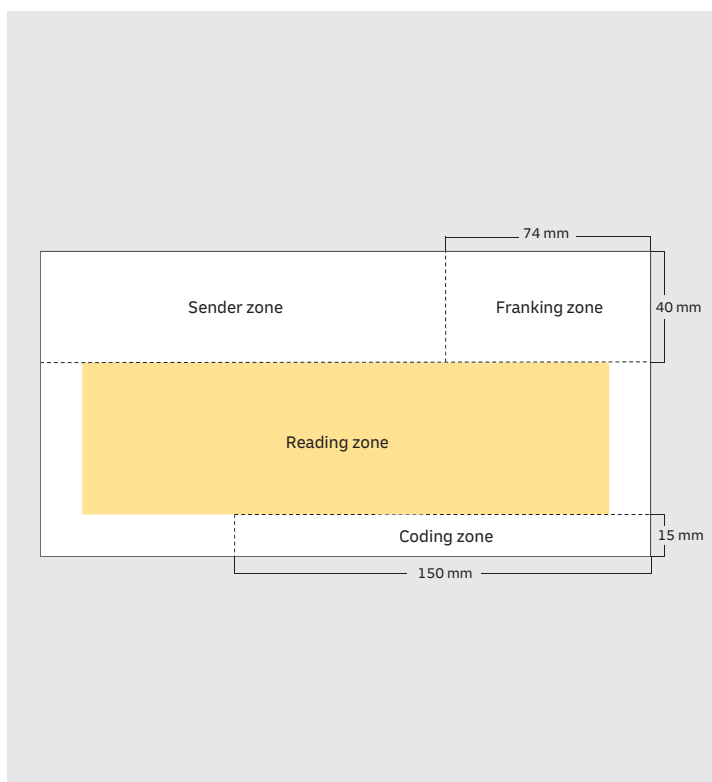 74 mm
Sender zone
Franking zone
40 mm
Reading zone
Coding zone
15 mm
150 mm